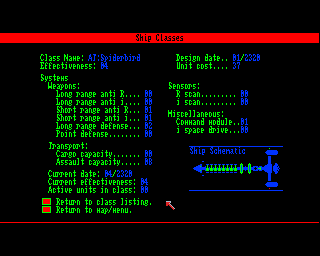 Ship Classes
Class Name: AI:Spiderbird
Design date.. 01/2320
Effectiveness: 04
Unit cost.... 37
Systems
Weapons:
Long range anti R.... 00
Long range anti i.... 00
Short range anti R... 01
Short range anti i... 01
Long range defense... 02
Point defense........ 00
Sensors:
R scan......... 00
i scan......... 00
Miscellaneous:
Command module..01
i space drive...00
Transport:
Cargo capacity...... 00
Assault capacity.... 00
Ship Schematic
Current date: 04/2320
Current effectiveness: 04
Active units in class: 00
Return to class listing.
Return to map/menu.